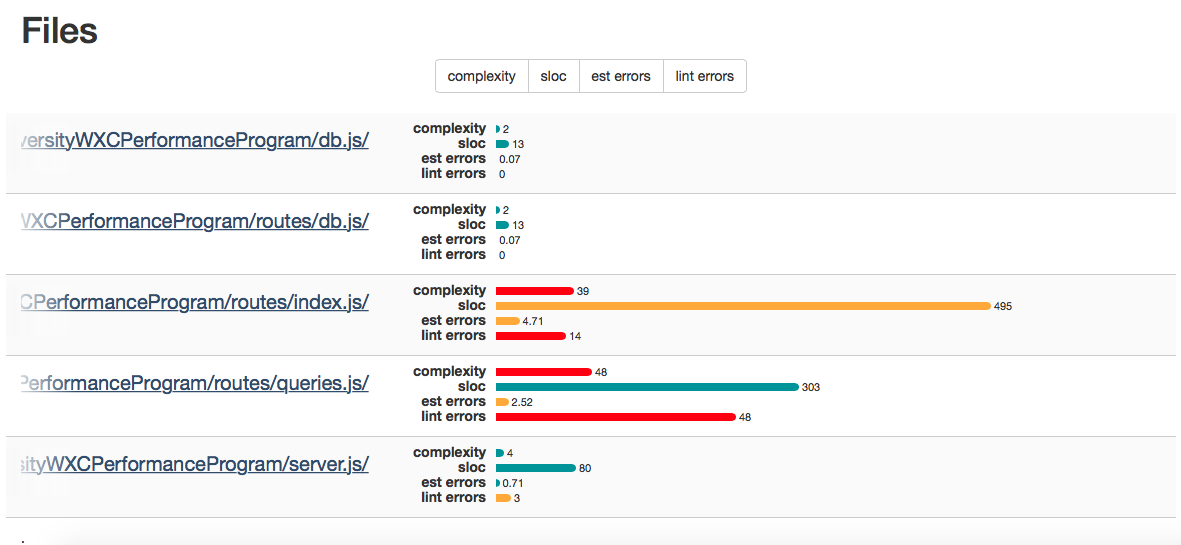 Files
complexity sloc est errors lint errors
versityWXCPerformanceProgram/db.js/
complexity 2
sloc 13
est errors 0.07
lint errors 0
WXCPerformanceProgram/routes/db.js/
complexity 2
sloc 13
est errors 0.07
lint errors 0
CPerformanceProgram/routes/index.js/
complexity 39
sloc 495
est errors 4.71
lint errors 14
PerformanceProgram/routes/queries.js/
complexity 48
sloc 303
est errors 2.52
lint errors 48
sityWXCPerformanceProgram/server.js/
complexity 4
sloc 80
est errors 0.71
lint errors 3